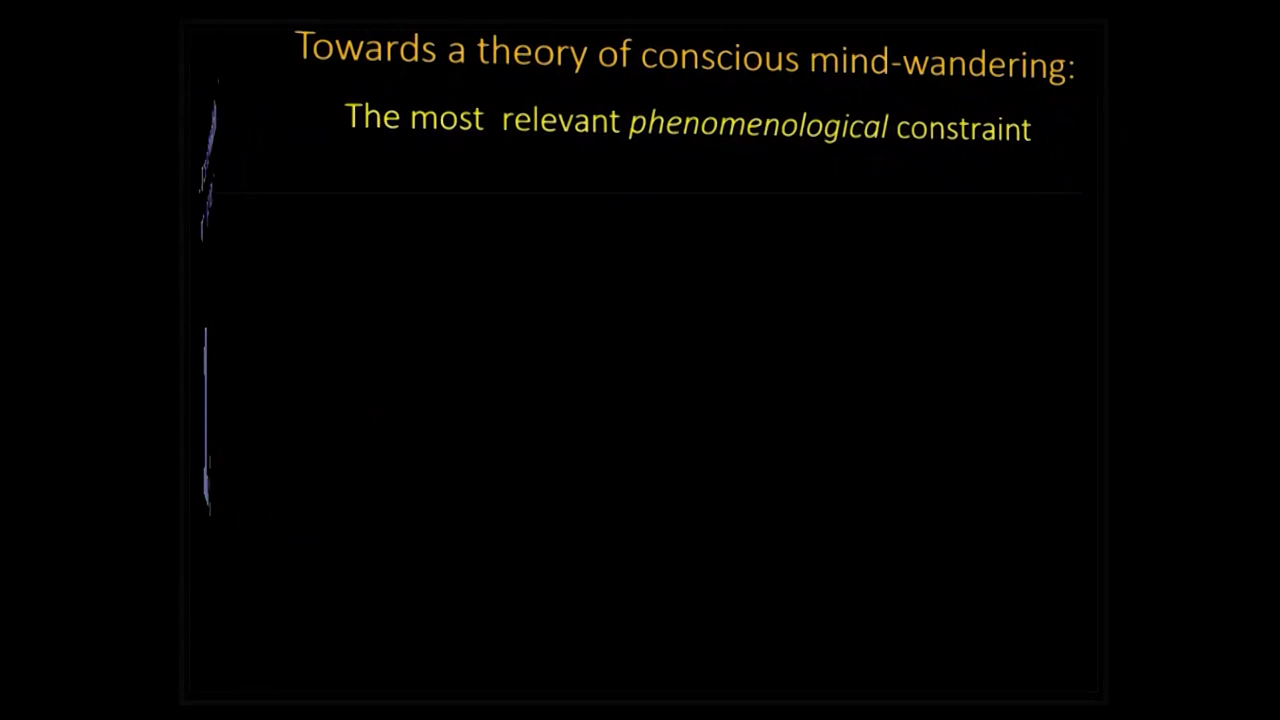 Towards a theory of conscious mind-wandering:
The most relevant phenomenological constraint